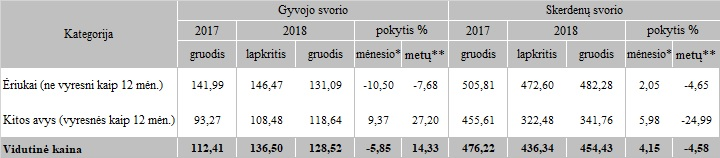 Kategorija Gyvojo svorio Skerdenų svorio
2017 2018 pokytis % 2017 2018 pokytis %
gruodis lapkritis gruodis mėnesio* metų** gruodis lapkritis gruodis mėnesio* metų**
Ėriukai (ne vyresni kaip 12 mėn.) 141,99 146,47 131,09 -10,50 -7,68 505,81 472,60 482,28 2,05 -4,65
Kitos avys (vyresnės kaip 12 mėn.) 93,27 108,48 118,64 9,37 27,20 455,61 322,48 341,76 5,98 -24,99
Vidutinė kaina 112,41 136,50 128,52 -5,85 14,33 476,22 436,34 454,43 4,15 -4,58